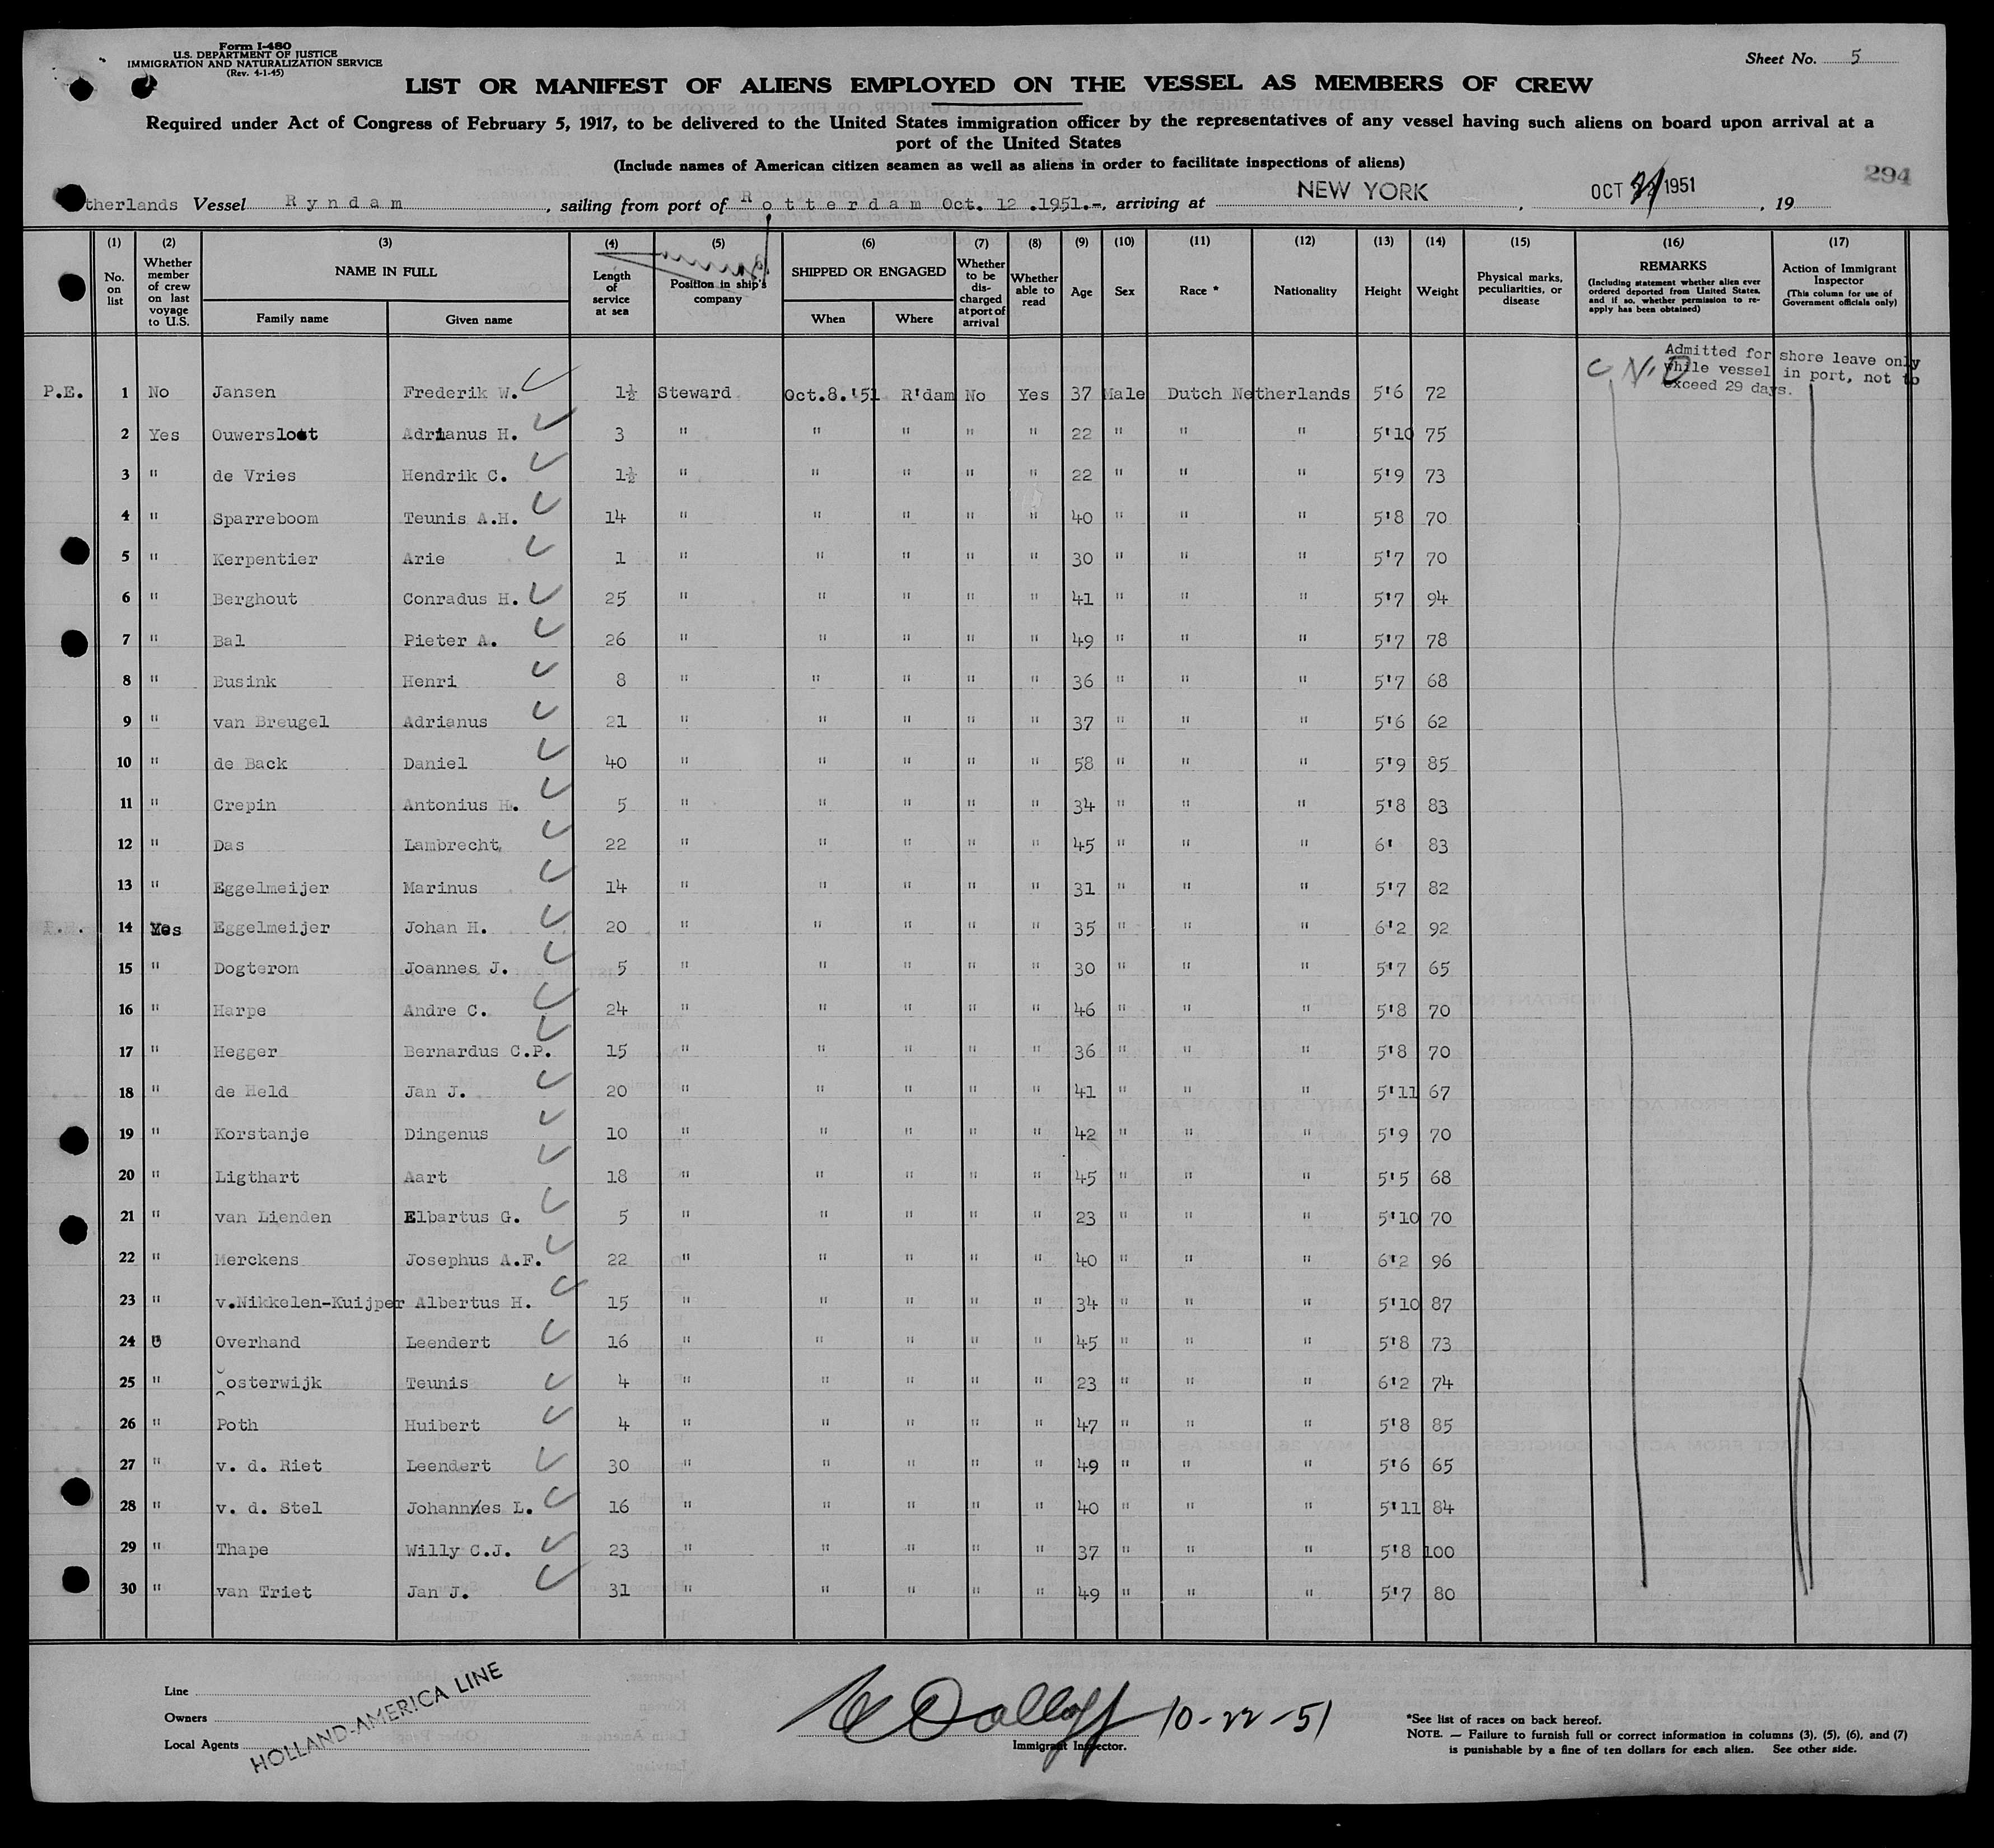 Form I-480
U.S. DEPARTMENT OF JUSTICE
IMMIGRATION AND NATURALIZATION SERVICE
(Rev. 4-1-45)
Sheet No. 5
LIST OR MANIFEST OF ALIENS EMPLOYED ON THE VESSEL AS MEMBERS OF CREW
Required under Act of Congress of February 5, 1917, to be delivered to the United States immigration officer by the representatives of any vessel having such aliens on board upon arrival at a
port of the United States
(Include names of American citizen seamen as well as aliens in order to facilitate inspections of aliens)
294
therlands Vessel Ryndam, sailing from port of Rotterdam Oct. 12 .1951.-, arriving at NEW YORK, OCT 1951, 19
(1) (2) (3) (4) (5) (6) (7) (8) (9) (10) (11) (12) (13) (14) (15) (16) (17)
No. on list
Whether member of crew on last voyage to U.S.
NAME IN FULL
Family name Given name
Length of service at sea
Position in ship's company
SHIPPED OR ENGAGED
When Where
Whether to be discharged at port of arrival
Whether able to read
Age
Sex
Race *
Nationality
Height
Weight
Physical marks, peculiarities, or disease
REMARKS
(Including statement whether alien ever ordered deported from United States, and if so, whether permission to re-apply has been obtained)
Action of Immigrant Inspector
(This column for use of Government officials only)
Admitted for shore leave only
while vessel in port, not to
exceed 29 days.
P.E. 1 No Jansen Frederik W. 1½ Steward Oct.8.'51 R'dam No Yes 37 Male Dutch Netherlands 5'6 72
2 Yes Ouwersloot Adrianus H. 3 " " " " " 22 " " " 5'10 75
3 " de Vries Hendrik C. 1½ " " " " " 22 " " " 5'9 73
4 " Sparreboom Teunis A.H. 14 " " " " " 40 " " " 5'8 70
5 " Kerpentier Arie 1 " " " " " 30 " " " 5'7 70
6 " Berghout Conradus H. 25 " " " " " 41 " " " 5'7 94
7 " Bal Pieter A. 26 " " " " " 49 " " " 5'7 78
8 " Busink Henri 8 " " " " " 36 " " " 5'7 68
9 " van Breugel Adrianus 21 " " " " " 37 " " " 5'6 62
10 " de Back Daniel 40 " " " " " 58 " " " 5'9 85
11 " Crepin Antonius H. 5 " " " " " 34 " " " 5'8 83
12 " Das Lambrecht 22 " " " " " 45 " " " 6' 83
13 " Eggelmeijer Marinus 14 " " " " " 31 " " " 5'7 82
14 Yes Eggelmeijer Johan H. 20 " " " " " 35 " " " 6'2 92
15 " Dogterom Joannes J. 5 " " " " " 30 " " " 5'7 65
16 " Harpe Andre C. 24 " " " " " 46 " " " 5'8 70
17 " Hegger Bernardus C.P. 15 " " " " " 36 " " " 5'8 70
18 " de Held Jan J. 20 " " " " " 41 " " " 5'11 67
19 " Korstanje Dingenus 10 " " " " " 42 " " " 5'9 70
20 " Ligthart Aart 18 " " " " " 45 " " " 5'5 68
21 " van Lienden Elbartus G. 5 " " " " " 23 " " " 5'10 70
22 " Merckens Josephus A.F. 22 " " " " " 40 " " " 6'2 96
23 " v.Nikkelen-Kuijper Albertus H. 15 " " " " " 34 " " " 5'10 87
24 " Overhand Leendert 16 " " " " " 45 " " " 5'8 73
25 " Oosterwijk Teunis 4 " " " " " 23 " " " 6'2 74
26 " Poth Huibert 4 " " " " " 47 " " " 5'8 85
27 " v. d. Riet Leendert 30 " " " " " 49 " " " 5'6 65
28 " v. d. Stel Johannes L. 16 " " " " " 40 " " " 5'11 84
29 " Thape Willy C.J. 23 " " " " " 37 " " " 5'8 100
30 " van Triet Jan J. 31 " " " " " 49 " " " 5'7 80
Line
Owners
Local Agents
HOLLAND-AMERICA LINE
10-22-51
Immigrant Inspector.
*See list of races on back hereof.
NOTE. — Failure to furnish full or correct information in columns (3), (5), (6), and (7)
is punishable by a fine of ten dollars for each alien. See other side.